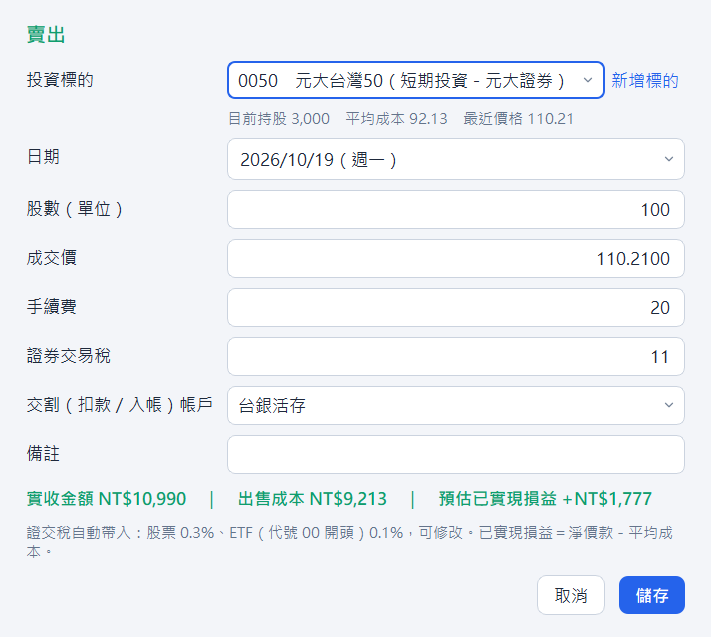 賣出
投資標的 0050 元大台灣50（短期投資－元大證券） 新增標的
目前持股 3,000 平均成本 92.13 最近價格 110.21
日期 2026/10/19（週一）
股數（單位） 100
成交價 110.2100
手續費 20
證券交易稅 11
交割（扣款／入帳）帳戶 台銀活存
備註
實收金額 NT$10,990 | 出售成本 NT$9,213 | 預估已實現損益 +NT$1,777
證交稅自動帶入：股票 0.3%、ETF（代號 00 開頭）0.1%，可修改。已實現損益＝淨價款－平均成
本。
取消 儲存